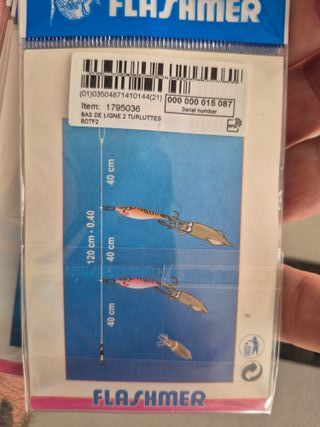 FLASHMER
(01)03504871410144(21)
000 000 015 087
Serial number
Item: 1795036
BAS DE LIGNE 2 TURLUTTES
BDTF2
40 cm
120 cm - 0.40
40 cm
40 cm
FLASHMER